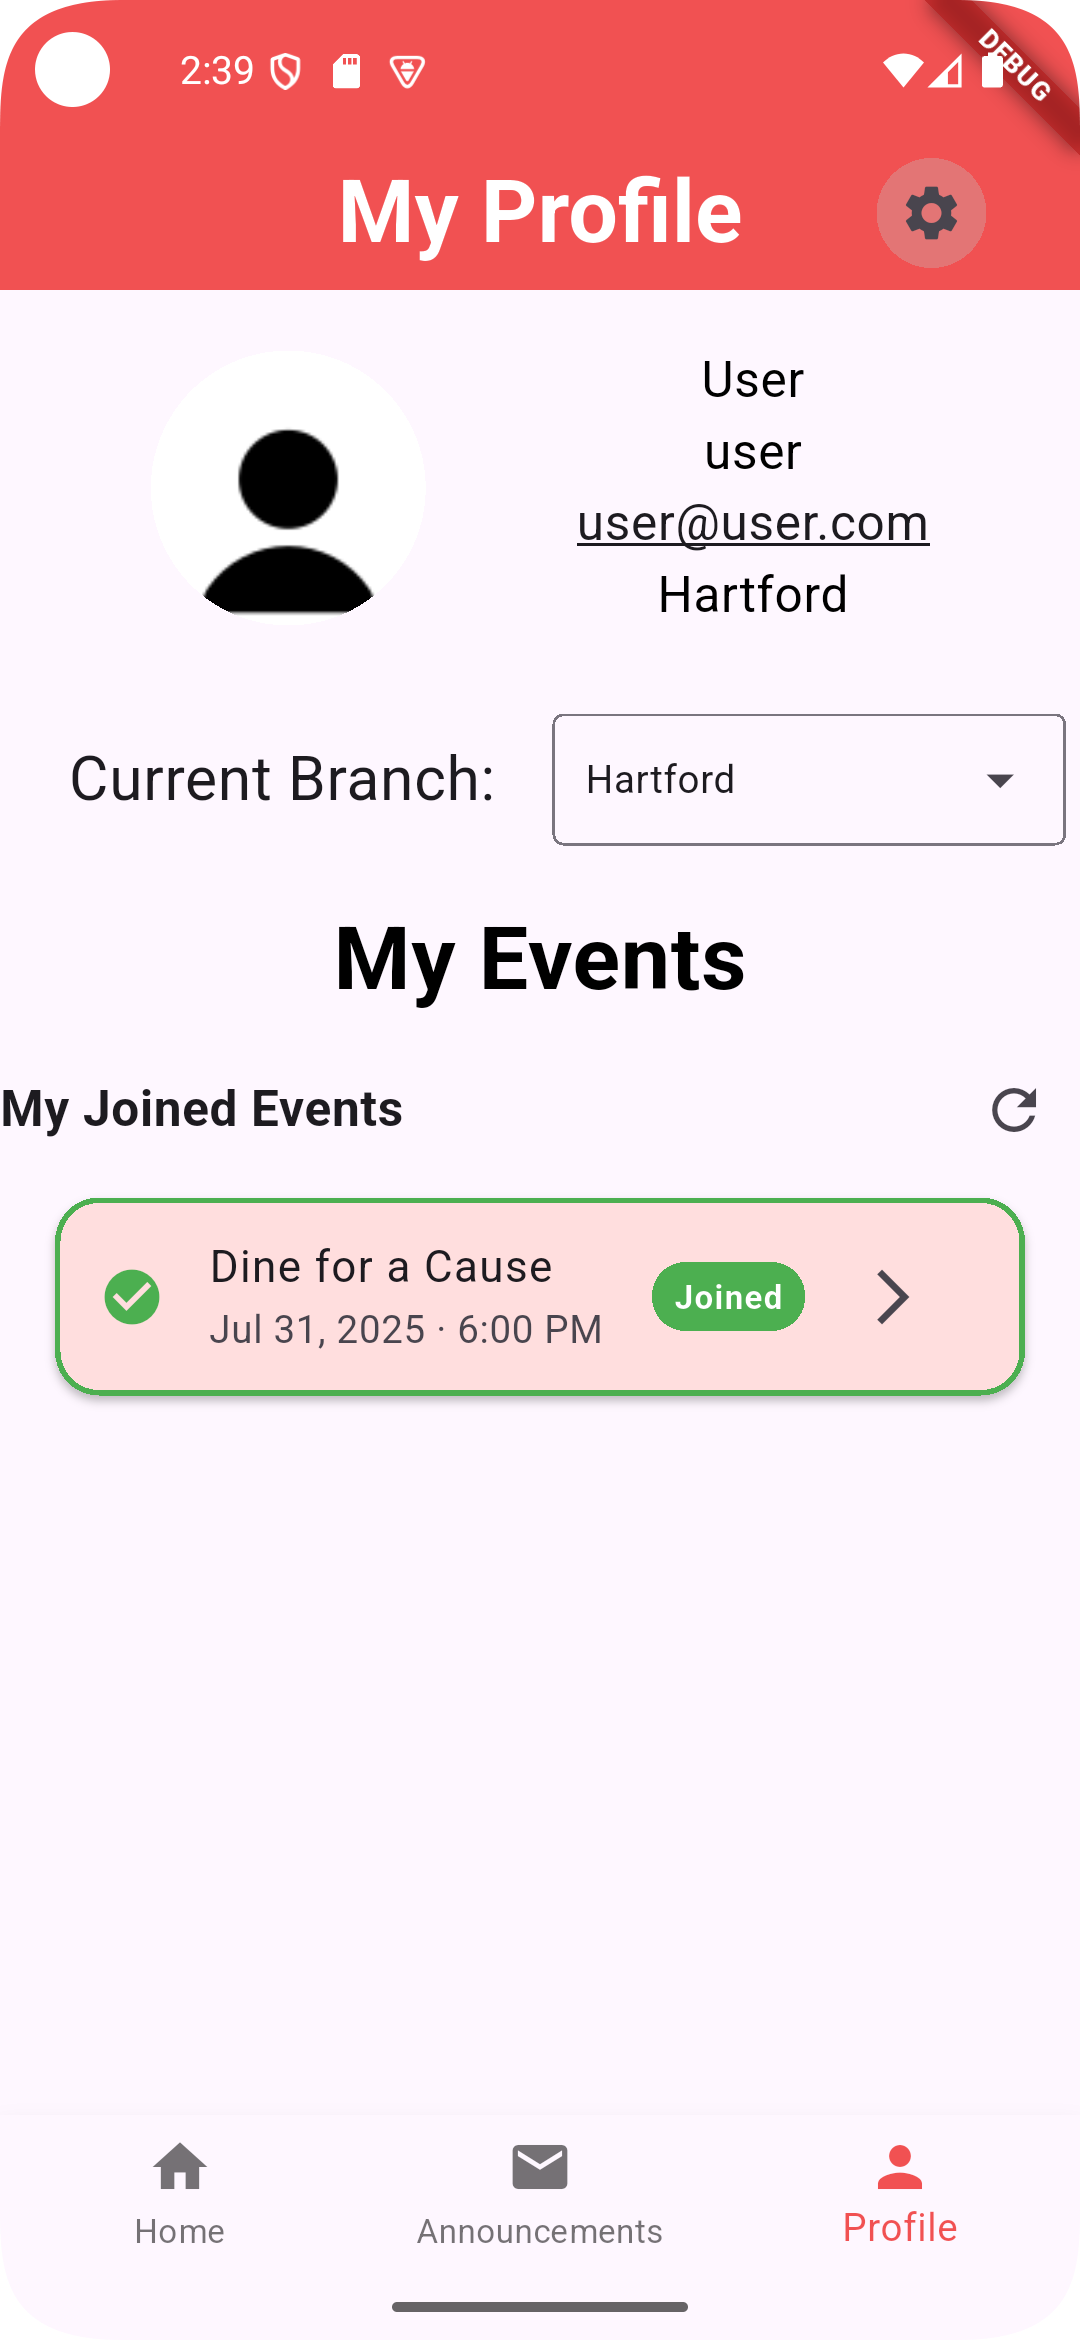 2:39
DEBUG
My Profile
User
user
user@user.com
Hartford
Current Branch:
Hartford
My Events
My Joined Events
Dine for a Cause
Jul 31, 2025 · 6:00 PM
Joined
Home
Announcements
Profile